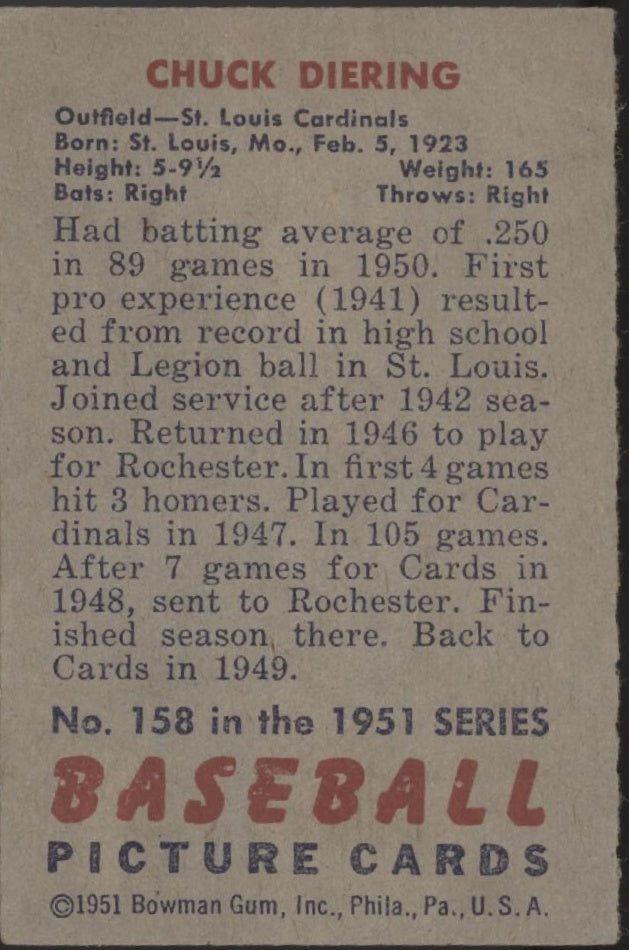 CHUCK DIERING
Outfield—St. Louis Cardinals
Born: St. Louis, Mo., Feb. 5, 1923
Height: 5-9½ Weight: 165
Bats: Right Throws: Right
Had batting average of .250
in 89 games in 1950. First
pro experience (1941) result-
ed from record in high school
and Legion ball in St. Louis.
Joined service after 1942 sea-
son. Returned in 1946 to play
for Rochester. In first 4 games
hit 3 homers. Played for Car-
dinals in 1947. In 105 games.
After 7 games for Cards in
1948, sent to Rochester. Fin-
ished season there. Back to
Cards in 1949.
No. 158 in the 1951 SERIES
BASEBALL
PICTURE CARDS
©1951 Bowman Gum, Inc., Phila., Pa., U. S. A.